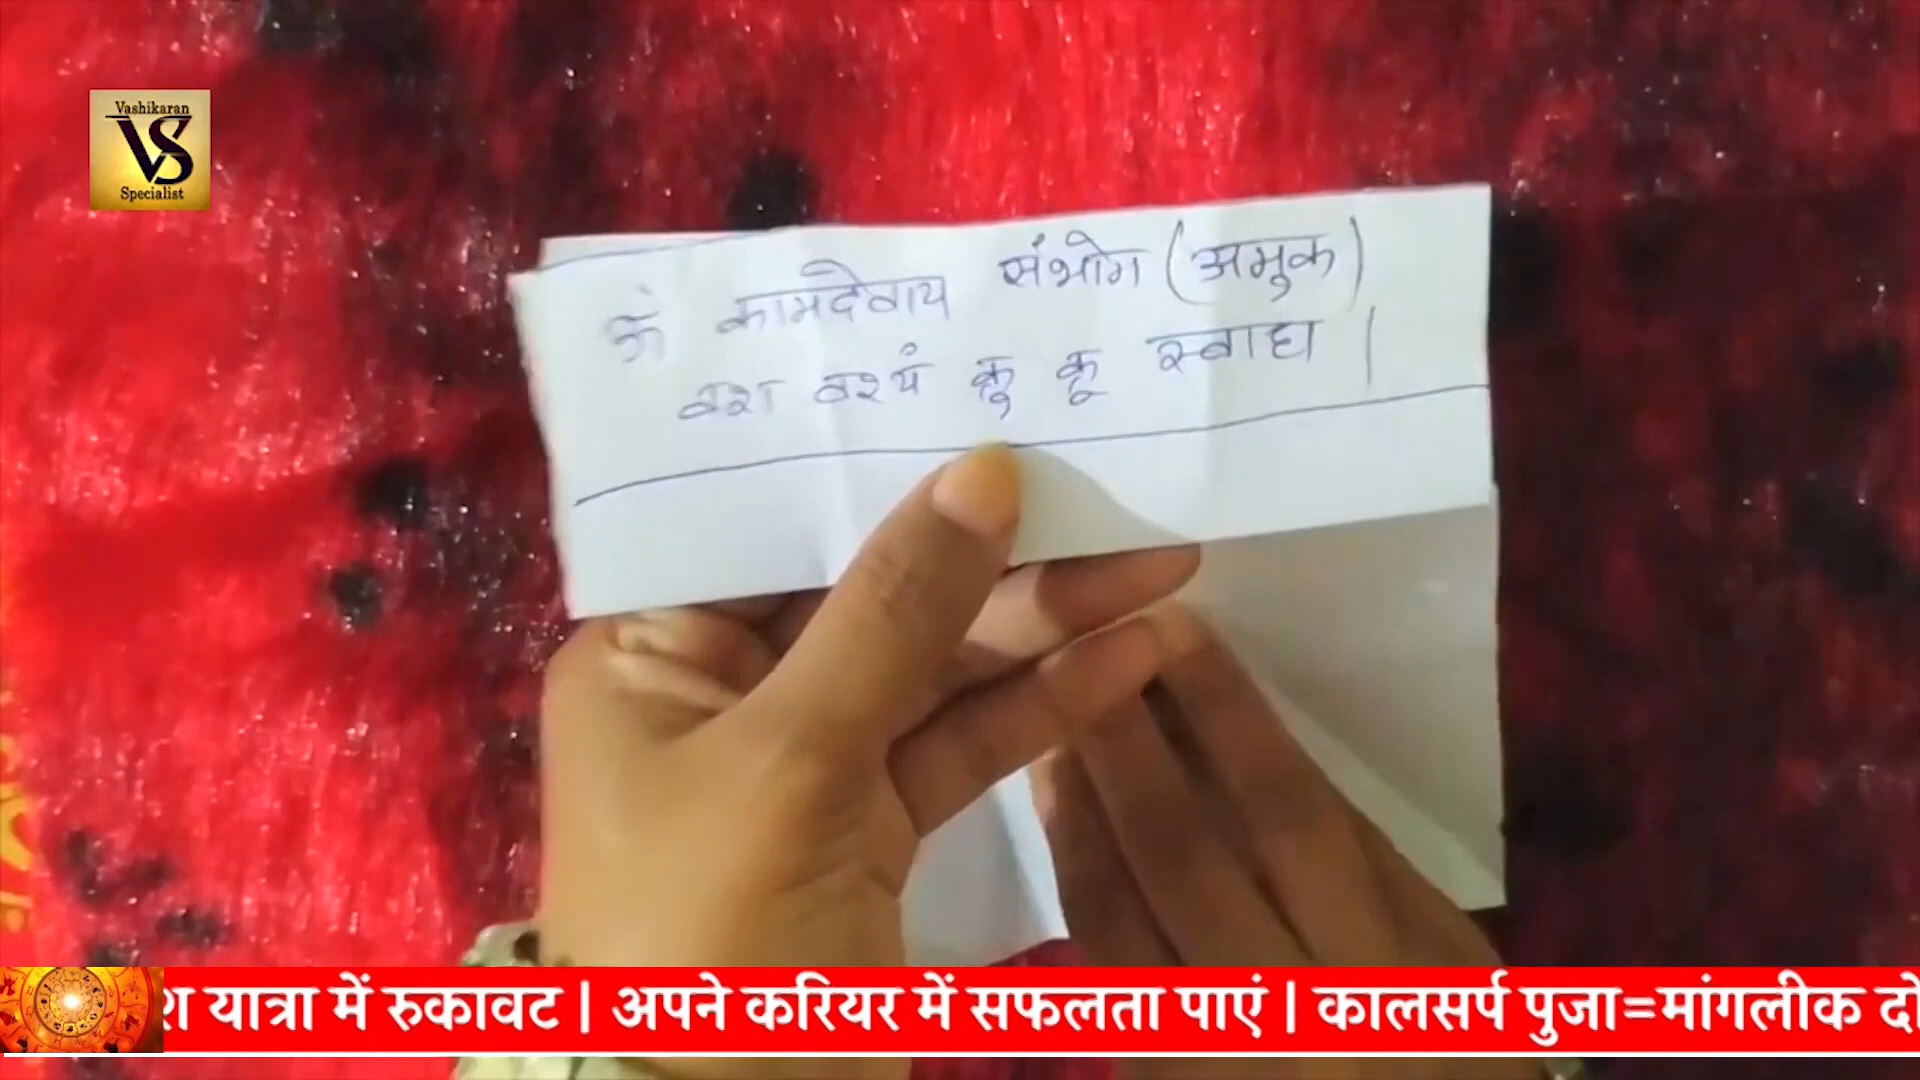 Vashikaran
VS
Specialist
ॐ कामदेवाय संभोग (अमुक)
वश वश्यं कु कू स्वाघ |
यात्रा में रुकावट | अपने करियर में सफलता पाएं | कालसर्प पुजा=मांगलीक